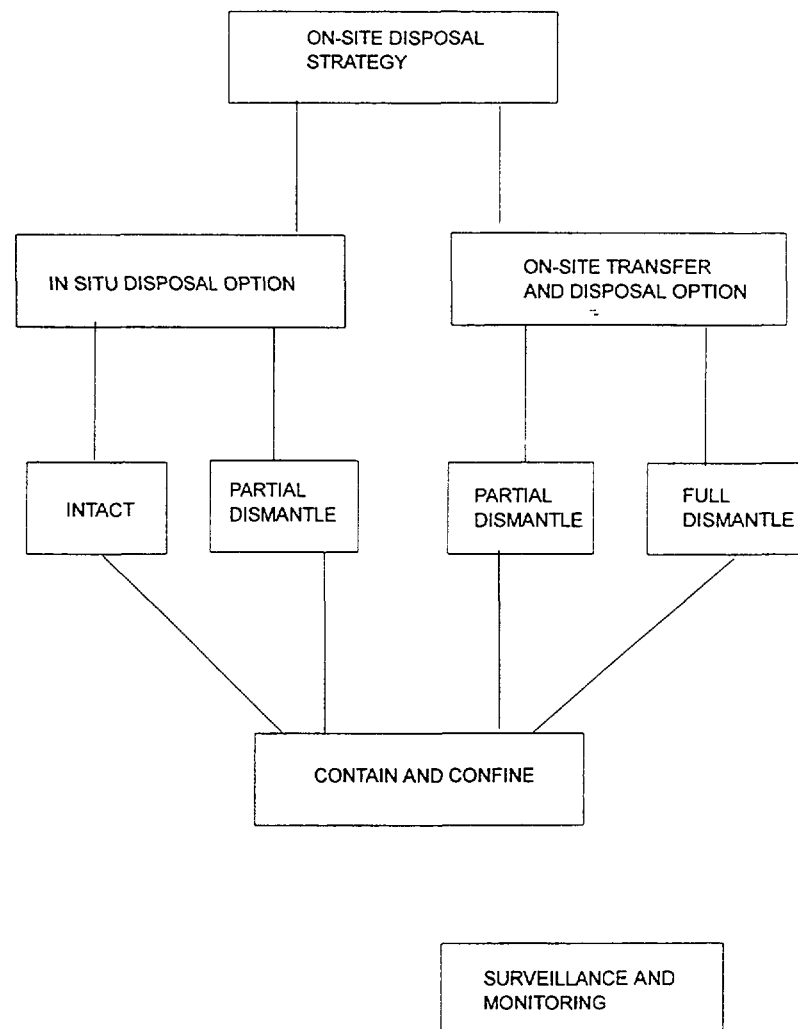 ON-SITE DISPOSAL
STRATEGY
IN SITU DISPOSAL OPTION
ON-SITE TRANSFER
AND DISPOSAL OPTION
INTACT
PARTIAL
DISMANTLE
PARTIAL
DISMANTLE
FULL
DISMANTLE
CONTAIN AND CONFINE
SURVEILLANCE AND
MONITORING